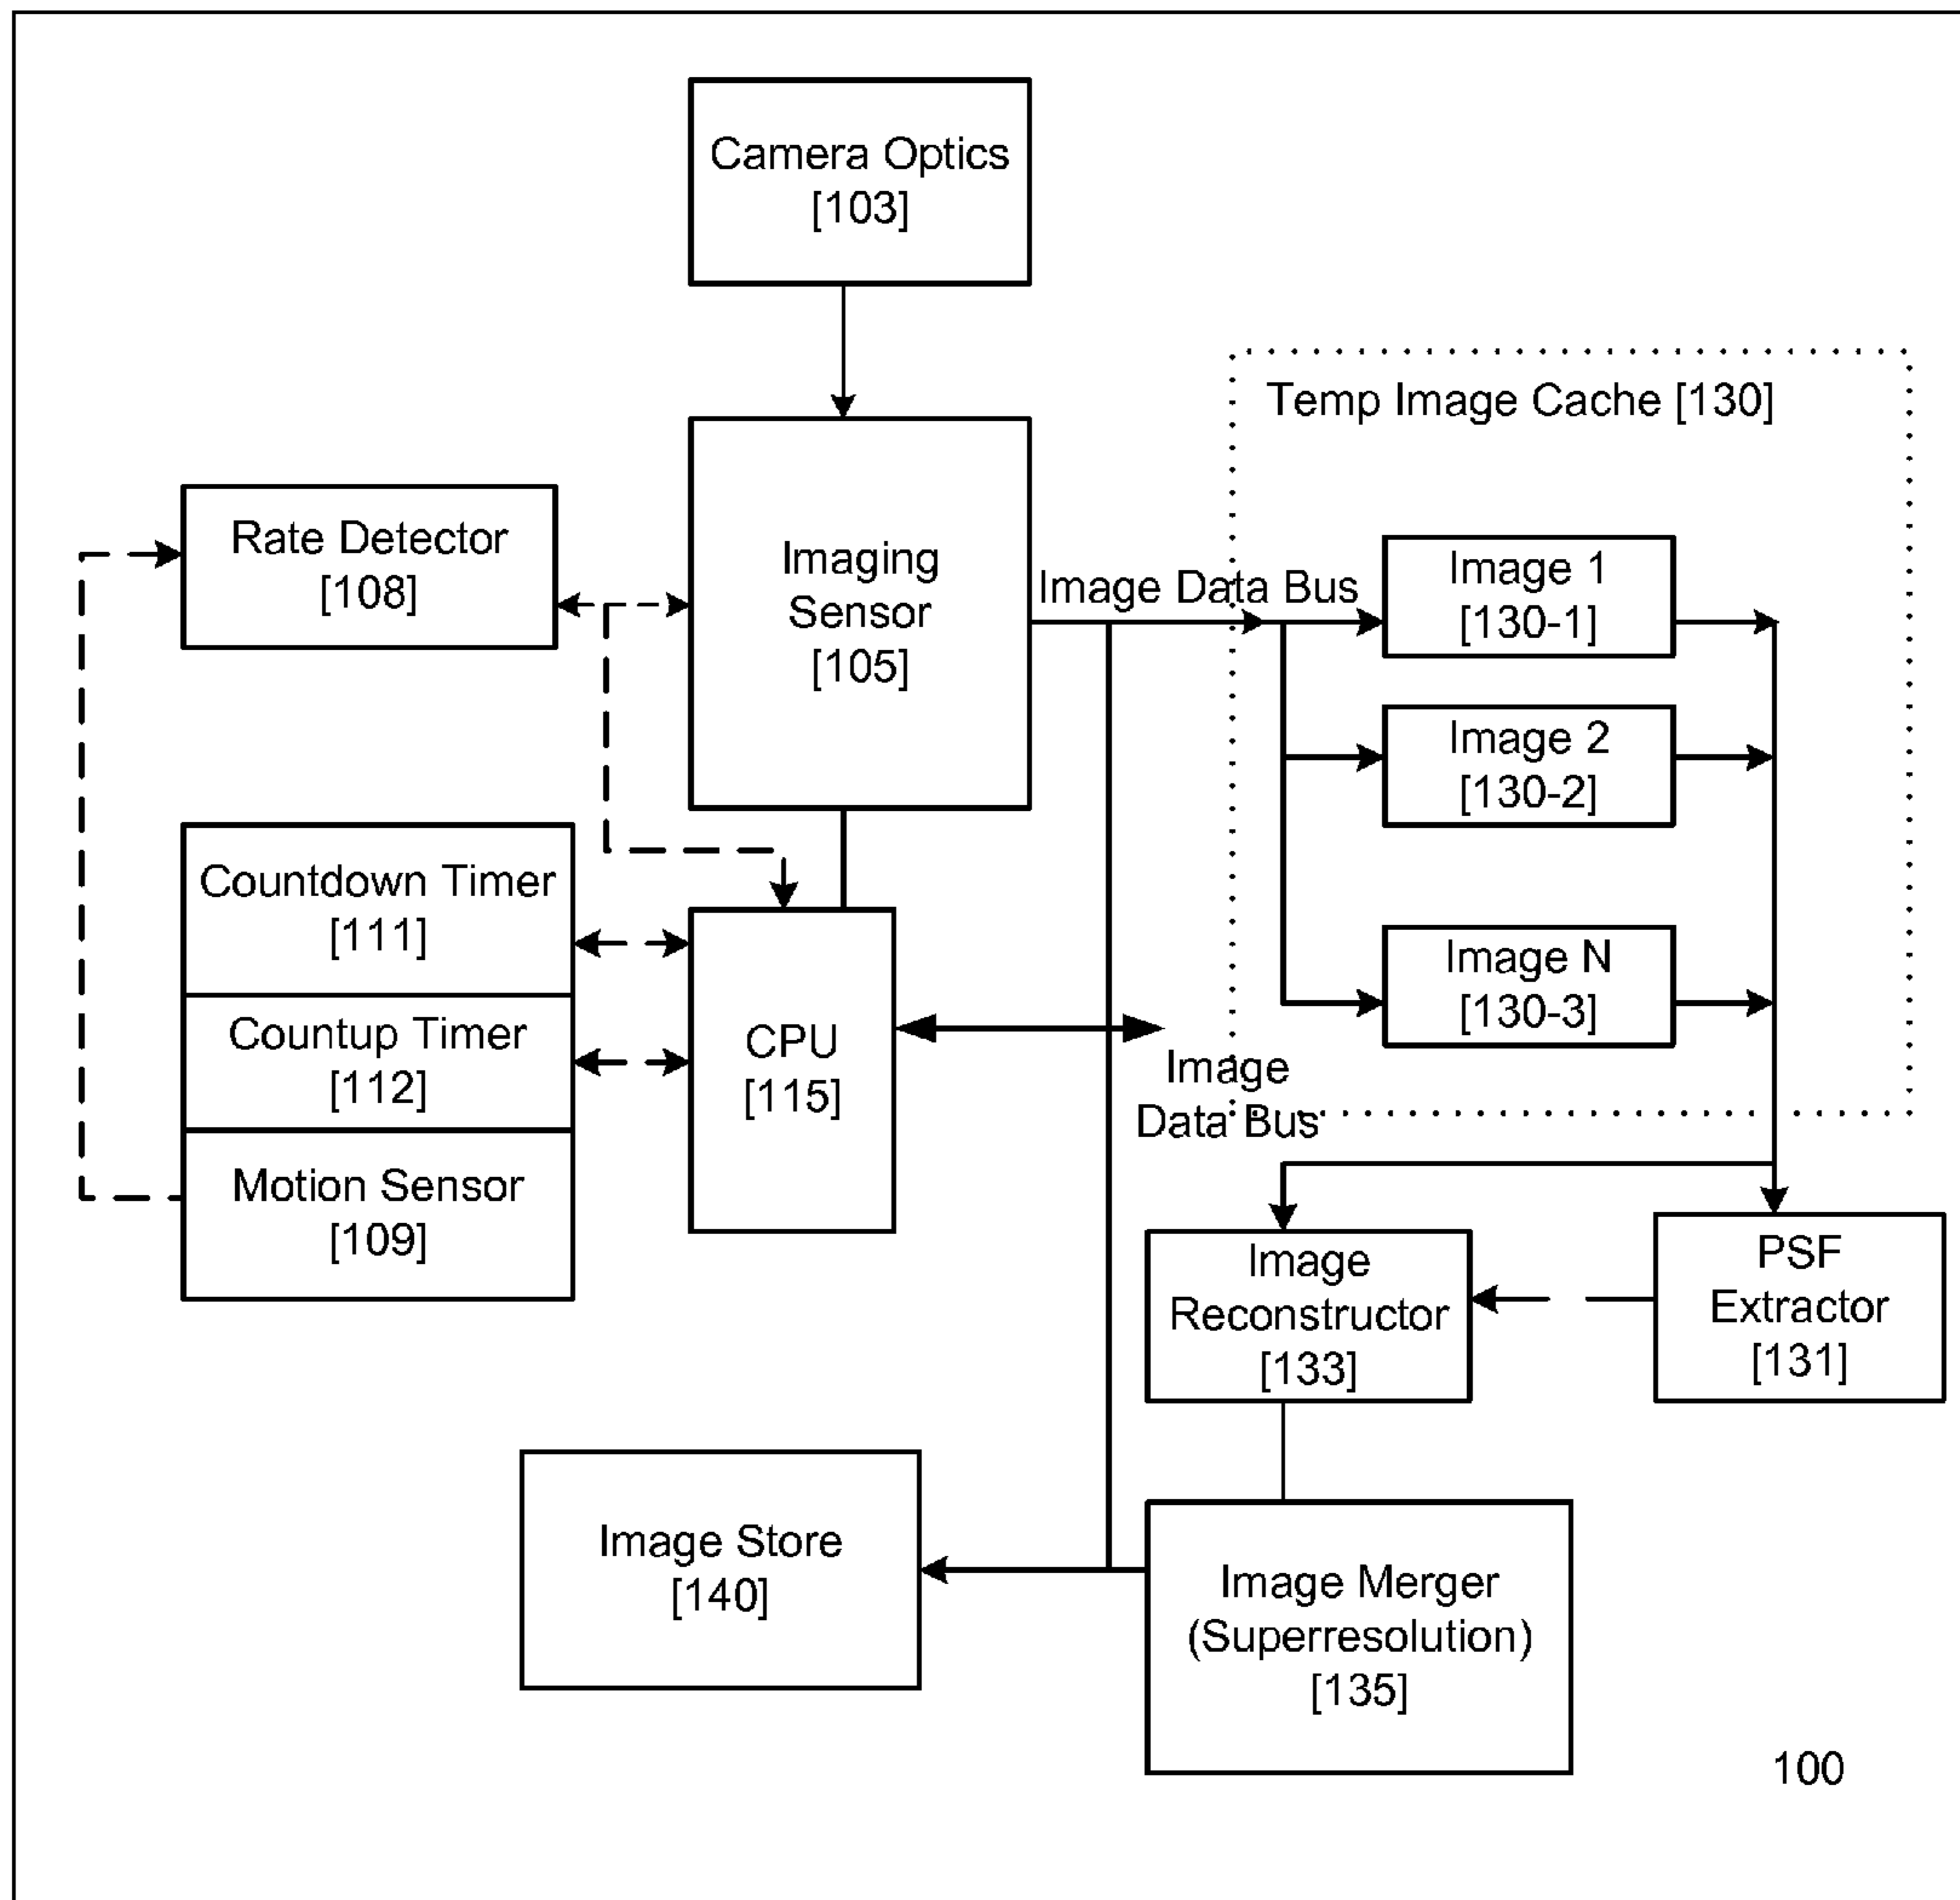 Camera Optics
[103]
Temp Image Cache [130]
Rate Detector
[108]
Imaging
Sensor
[105]
Image Data Bus
Image 1
[130-1]
Image 2
[130-2]
Image N
[130-3]
Countdown Timer
[111]
Countup Timer
[112]
Motion Sensor
[109]
CPU
[115]
Image
Data Bus
Image
Reconstructor
[133]
PSF
Extractor
[131]
Image Store
[140]
Image Merger
(Superresolution)
[135]
100